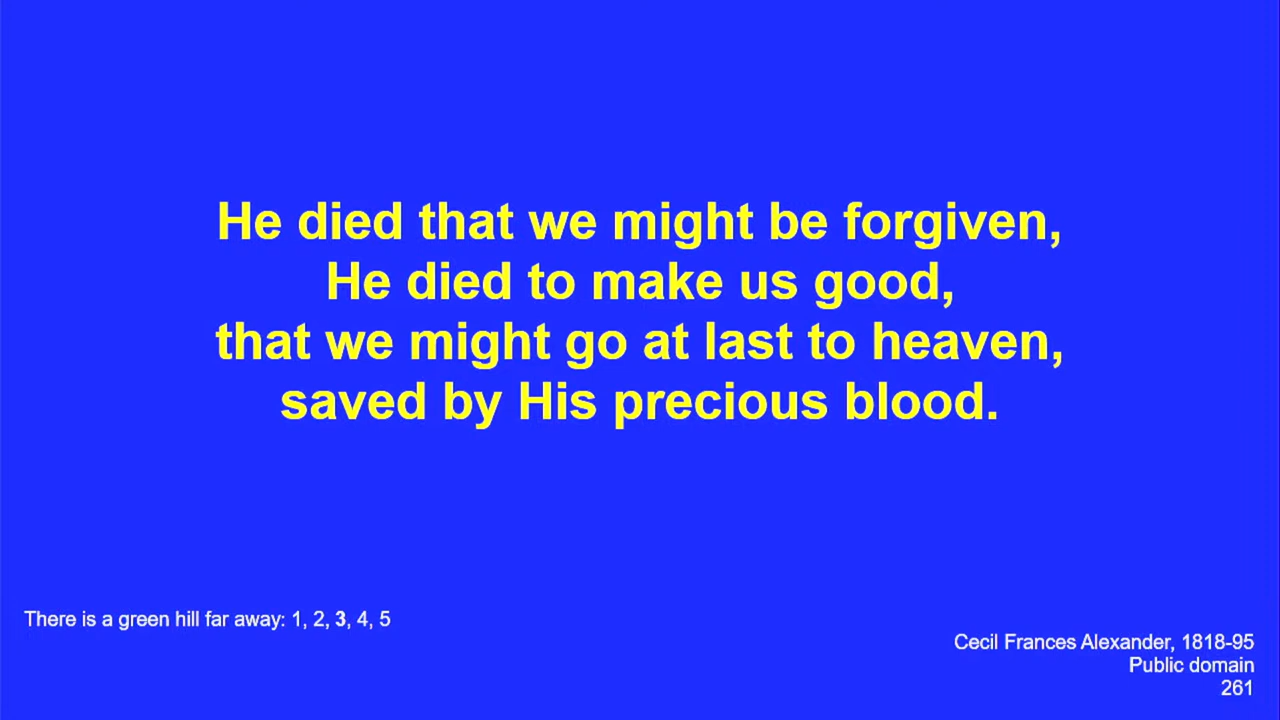 He died that we might be forgiven,
He died to make us good,
that we might go at last to heaven,
saved by His precious blood.
There is a green hill far away: 1, 2, 3, 4, 5
Cecil Frances Alexander, 1818-95
Public domain
261